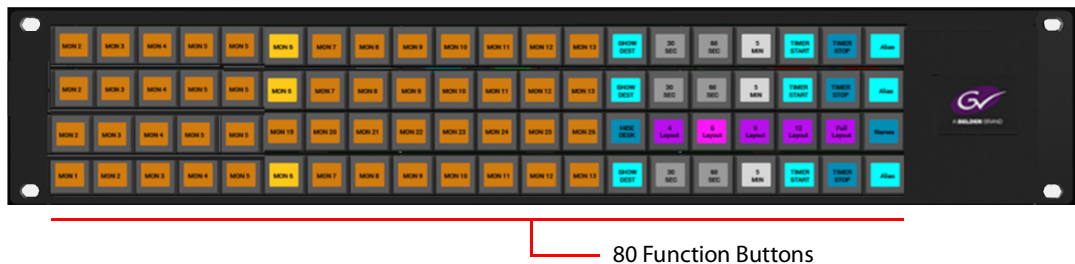 MON 2 MON 3 MON 4 MON 5 MON 5 MON 6 MON 7 MON 8 MON 9 MON 10 MON 11 MON 12 MON 13 SHOW DEST 30 SEC 60 SEC 5 MIN TIMER START TIMER STOP Alias
MON 2 MON 3 MON 4 MON 5 MON 5 MON 6 MON 7 MON 8 MON 9 MON 10 MON 11 MON 12 MON 13 SHOW DEST 30 SEC 60 SEC 5 MIN TIMER START TIMER STOP Alias
GV
A BELDEN BRAND
MON 2 MON 3 MON 4 MON 5 MON 5 MON 19 MON 20 MON 21 MON 22 MON 23 MON 24 MON 25 MON 26 HIDE DESK 4 Layout 6 Layout 9 Layout 12 Layout Full Layout Names
MON 1 MON 2 MON 3 MON 4 MON 5 MON 6 MON 7 MON 8 MON 9 MON 10 MON 11 MON 12 MON 13 SHOW DEST 30 SEC 60 SEC 5 MIN TIMER START TIMER STOP Alias
80 Function Buttons